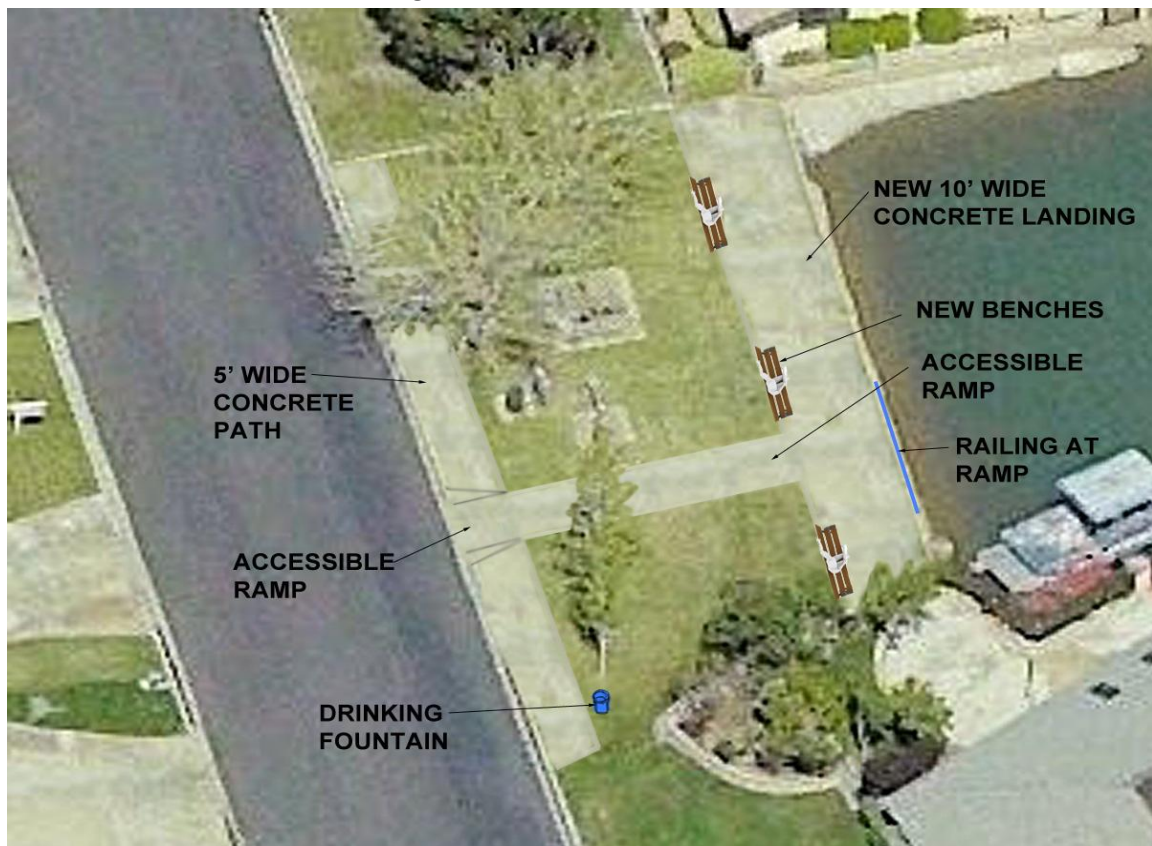 NEW 10' WIDE
CONCRETE LANDING
NEW BENCHES
ACCESSIBLE
RAMP
5' WIDE
CONCRETE
PATH
RAILING AT
RAMP
ACCESSIBLE
RAMP
DRINKING
FOUNTAIN